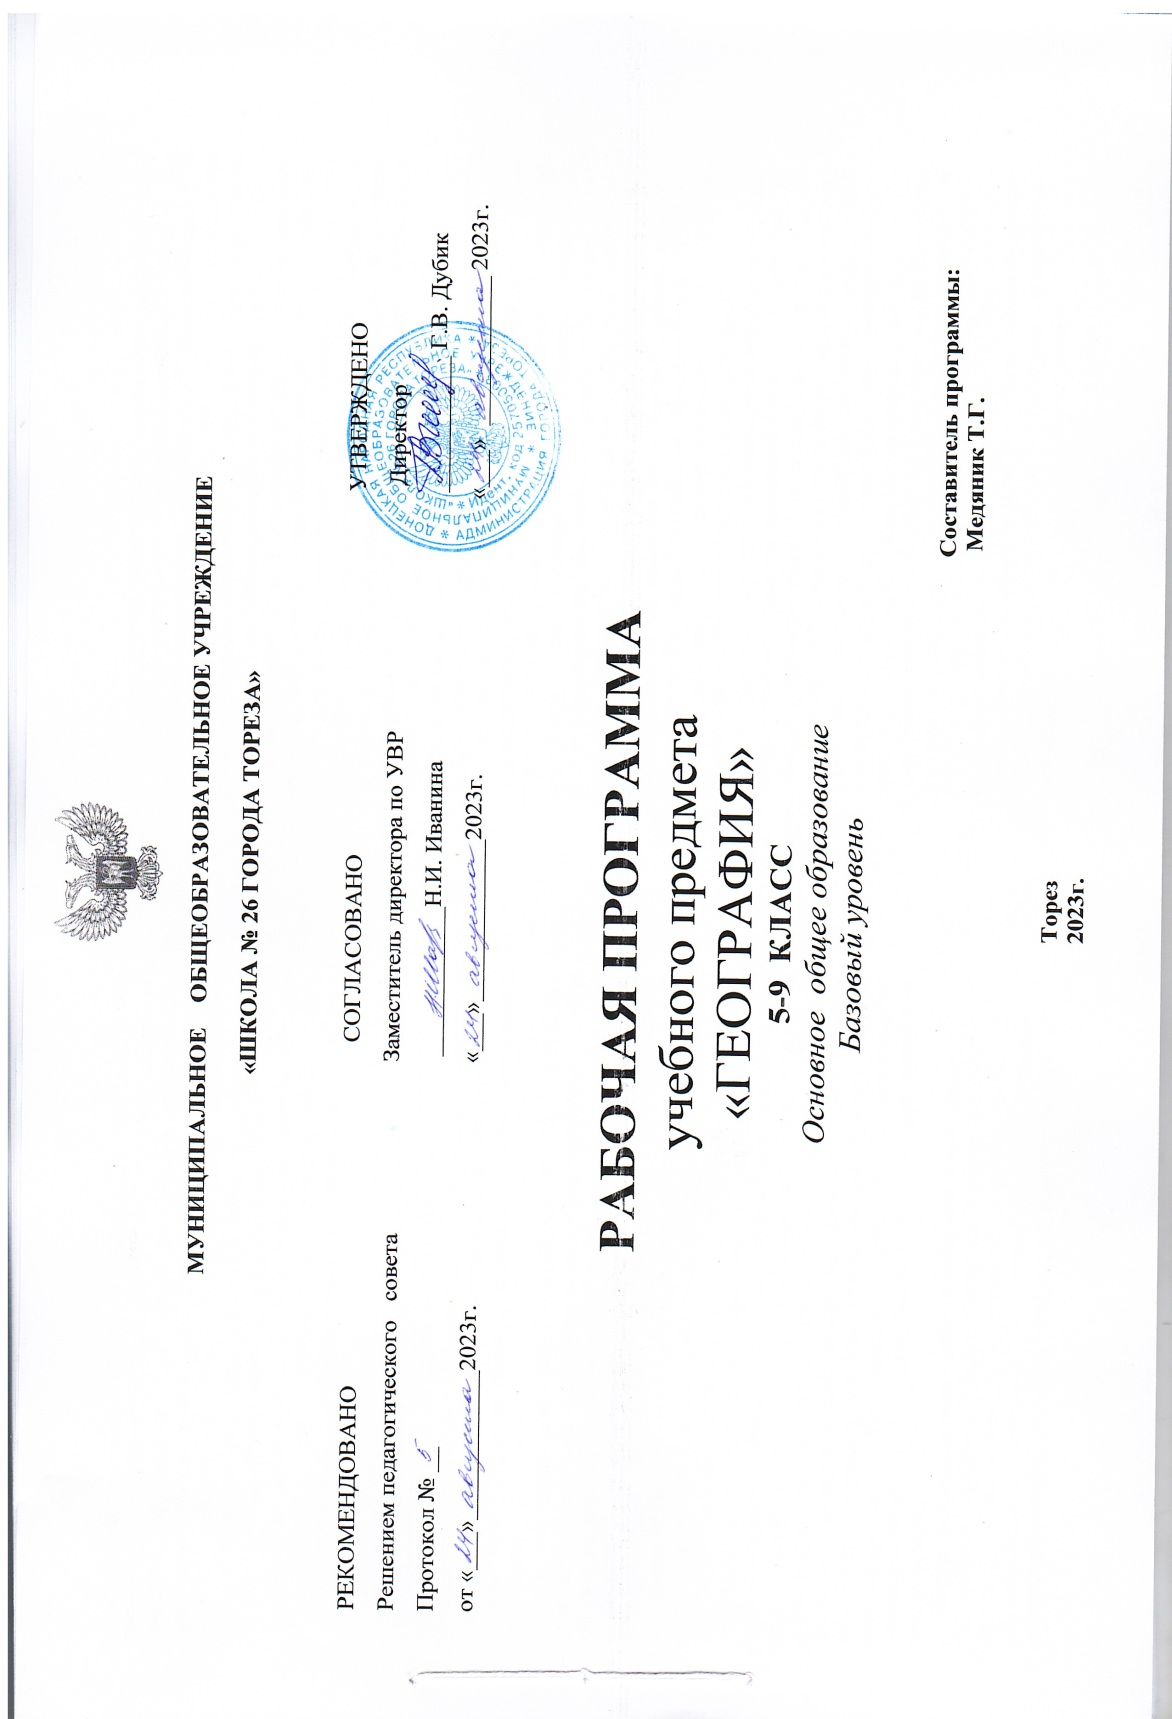 МУНИЦИПАЛЬНОЕ ОБЩЕОБРАЗОВАТЕЛЬНОЕ УЧРЕЖДЕНИЕ
«ШКОЛА № 26 ГОРОДА ТОРЕЗА»
РЕКОМЕНДОВАНО
Решением педагогического совета
Протокол № 5
от «24» августа 2023г.
СОГЛАСОВАНО
Заместитель директора по УВР
Н.И. Иванина
«24» августа 2023г.
УТВЕРЖДЕНО
Директор
Г.В. Дубик
« » августа 2023г.
РАБОЧАЯ ПРОГРАММА
учебного предмета
«ГЕОГРАФИЯ»
5-9 КЛАСС
Основное общее образование
Базовый уровень
Составитель программы:
Медяник Т.Г.
Торез
2023г.